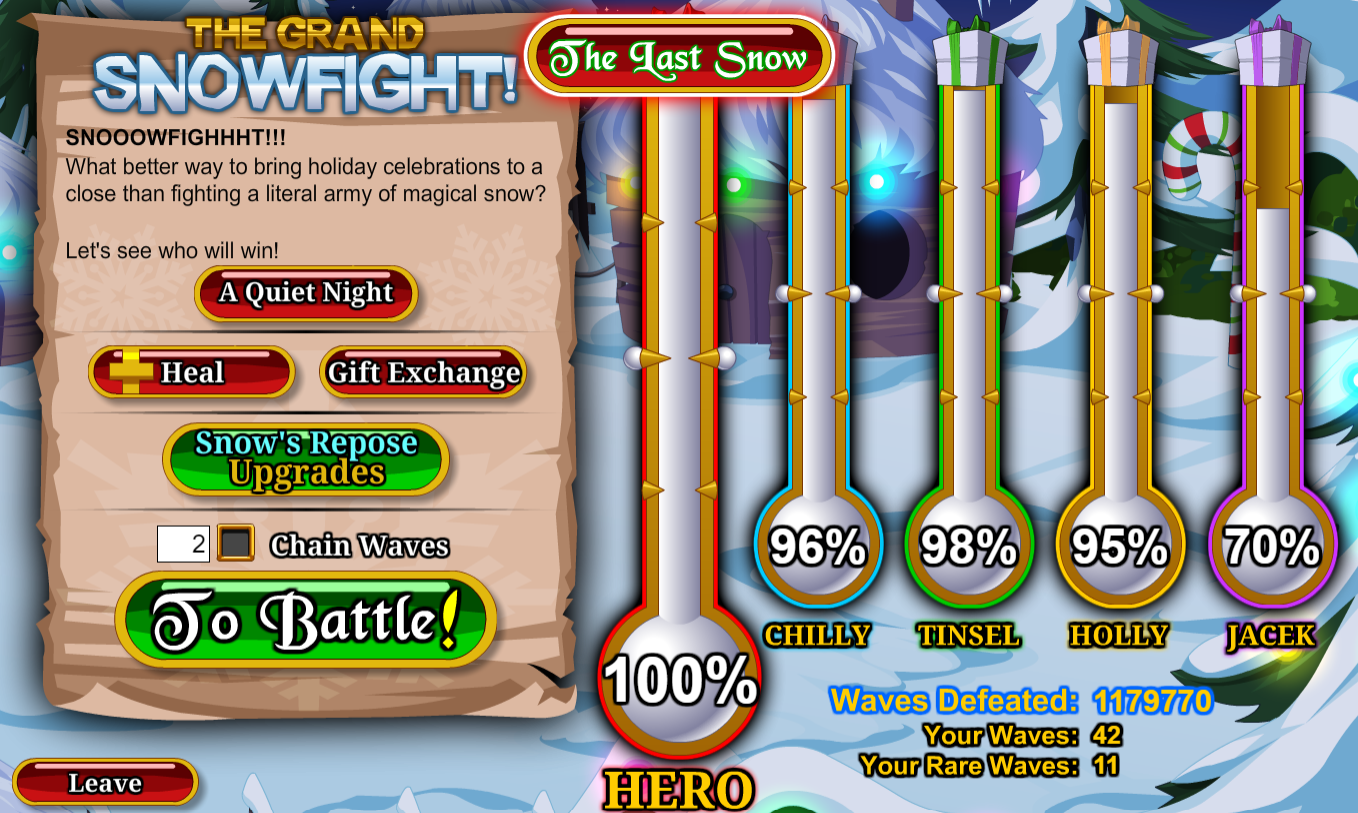 THE GRAND
SNOWFIGHT!
The Last Snow
SNOOOWFIGHHHT!!!
What better way to bring holiday celebrations to a
close than fighting a literal army of magical snow?
Let's see who will win!
A Quiet Night
Heal
Gift Exchange
Snow's Repose
Upgrades
2 Chain Waves
To Battle!
Leave
100%
HERO
96%
CHILLY
98%
TINSEL
95%
HOLLY
70%
JACEK
Waves Defeated: 1179770
Your Waves: 42
Your Rare Waves: 11